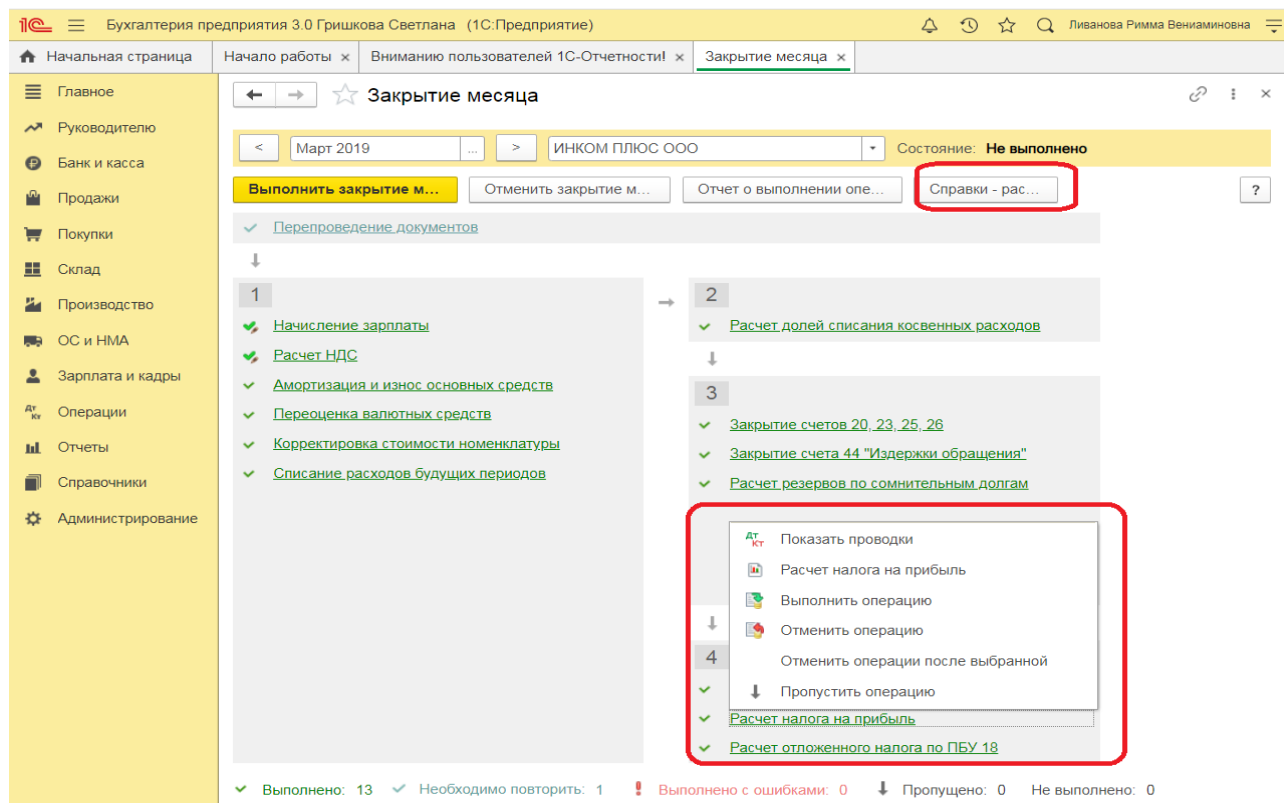 1С Бухгалтерия предприятия 3.0 Гришкова Светлана (1С:Предприятие) Ливанова Римма Вениаминовна
Начальная страница Начало работы × Вниманию пользователей 1С-Отчетности! × Закрытие месяца ×
Главное
Руководителю
Банк и касса
Продажи
Покупки
Склад
Производство
ОС и НМА
Зарплата и кадры
Дт Кт Операции
Отчеты
Справочники
Администрирование
Закрытие месяца
< Март 2019 ... > ИНКОМ ПЛЮС ООО Состояние: Не выполнено
Выполнить закрытие м... Отменить закрытие м... Отчет о выполнении опе... Справки - рас... ?
Перепроведение документов
1
Начисление зарплаты
Расчет НДС
Амортизация и износ основных средств
Переоценка валютных средств
Корректировка стоимости номенклатуры
Списание расходов будущих периодов
2
Расчет долей списания косвенных расходов
3
Закрытие счетов 20, 23, 25, 26
Закрытие счета 44 "Издержки обращения"
Расчет резервов по сомнительным долгам
Дт Кт Показать проводки
Расчет налога на прибыль
Выполнить операцию
Отменить операцию
Отменить операции после выбранной
Пропустить операцию
4
Расчет налога на прибыль
Расчет отложенного налога по ПБУ 18
Выполнено: 13 Необходимо повторить: 1 Выполнено с ошибками: 0 Пропущено: 0 Не выполнено: 0